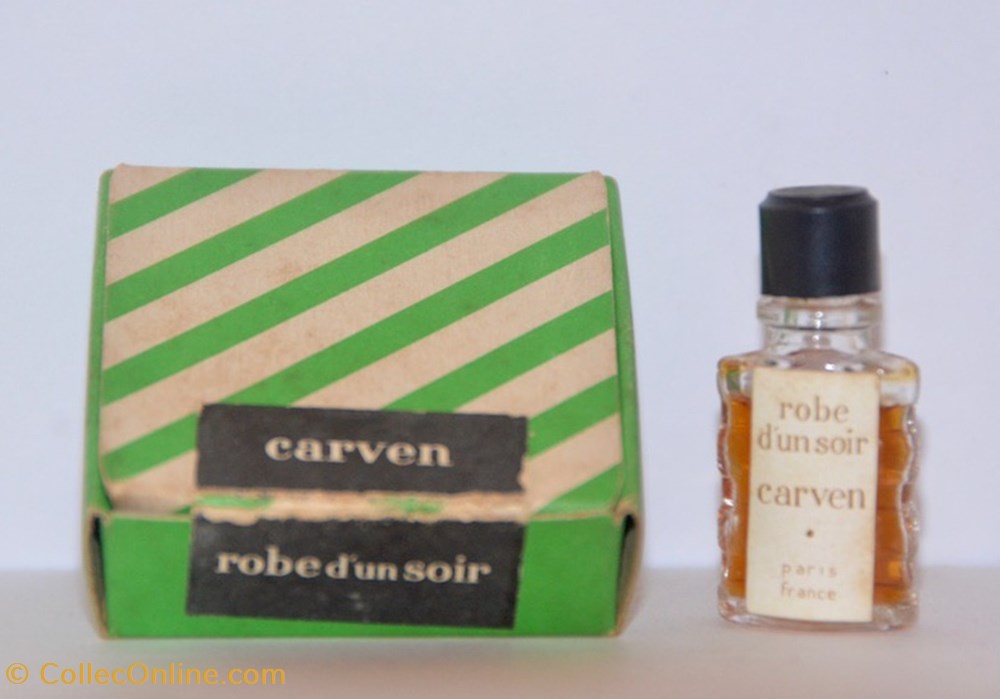 carven
robe d'un soir
robe
d'un soir
carven
paris
france
© CollecOnline.com